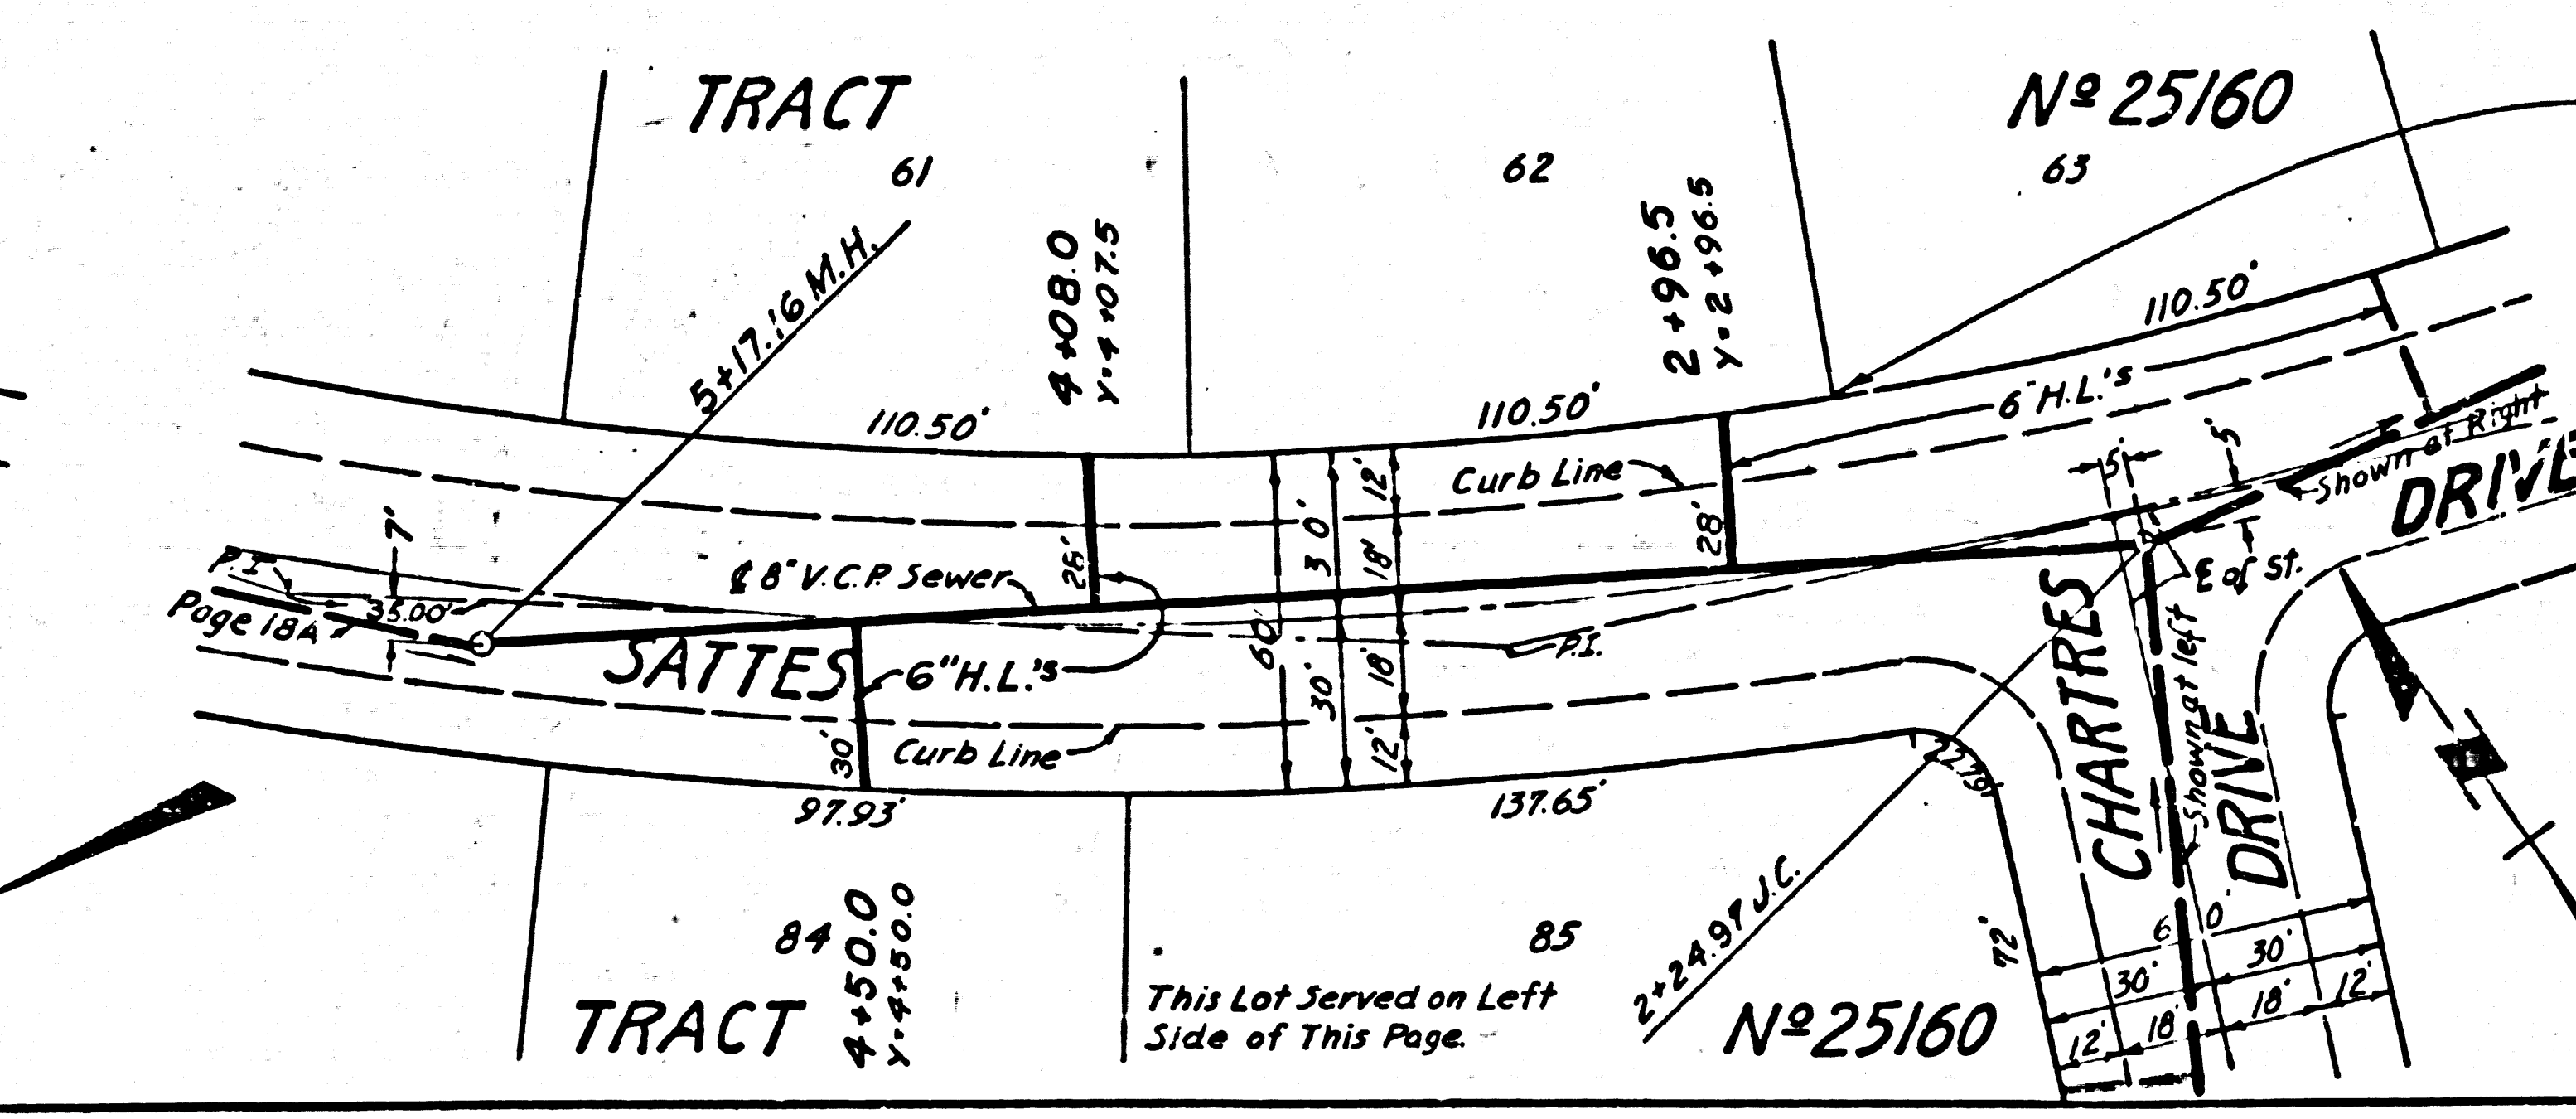 TRACT
Nº 25160
61
62
63
5+17.16 M.H.
4+08.0
Y=4+07.5
2+96.5
Y=2+96.5
110.50'
110.50'
110.50'
6" H.L.'s
Curb Line
12'
30'
18'
28'
5'
5'
Shown at Right
DRIVE
7'
P.I.
35.00'
Page 18A
℄ 8" V.C.P. Sewer
26'
℄ of St.
SATTES
6" H.L.'s
60'
30'
18'
12'
P.I.
30'
Curb Line
97.93'
137.65'
22.19'
CHARTRES
DRIVE
Shown at left
84
4+50.0
Y=4+50.0
85
2+24.97 J.C.
72'
60'
30'
30'
12'
18'
18'
12'
This Lot Served on Left
Side of This Page.
TRACT
Nº 25160